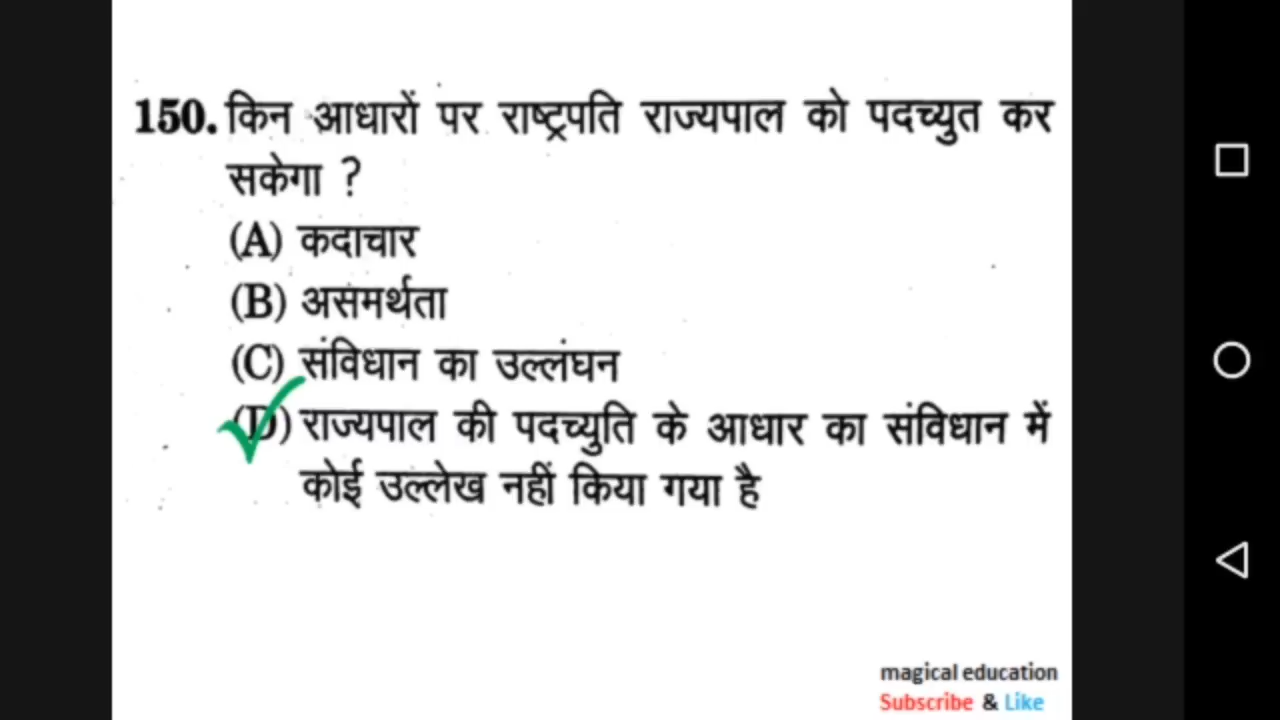 150. किन आधारों पर राष्ट्रपति राज्यपाल को पदच्युत कर
सकेगा ?
(A) कदाचार
(B) असमर्थता
(C) संविधान का उल्लंघन
(D) राज्यपाल की पदच्युति के आधार का संविधान में
कोई उल्लेख नहीं किया गया है
magical education
Subscribe & Like